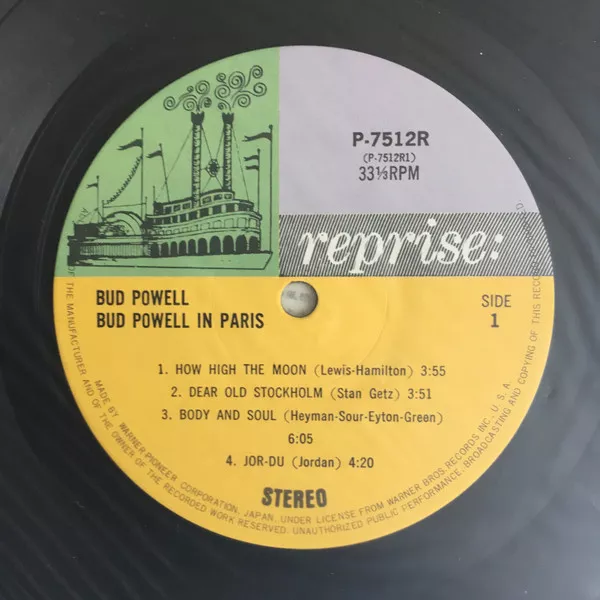 P-7512R
(P-7512R1)
33⅓RPM
reprise:
BUD POWELL
BUD POWELL IN PARIS
SIDE
1
1. HOW HIGH THE MOON (Lewis-Hamilton) 3:55
2. DEAR OLD STOCKHOLM (Stan Getz) 3:51
3. BODY AND SOUL (Heyman-Sour-Eyton-Green)
6:05
4. JOR-DU (Jordan) 4:20
STEREO
MADE BY WARNER-PIONEER CORPORATION, JAPAN, UNDER LICENSE FROM WARNER BROS. RECORDS INC., U. S. A.
OF THE MANUFACTURER AND OF THE OWNER OF THE RECORDED WORK RESERVED. UNAUTHORIZED PUBLIC PERFORMANCE, BROADCASTING AND COPYING OF THIS RECORD